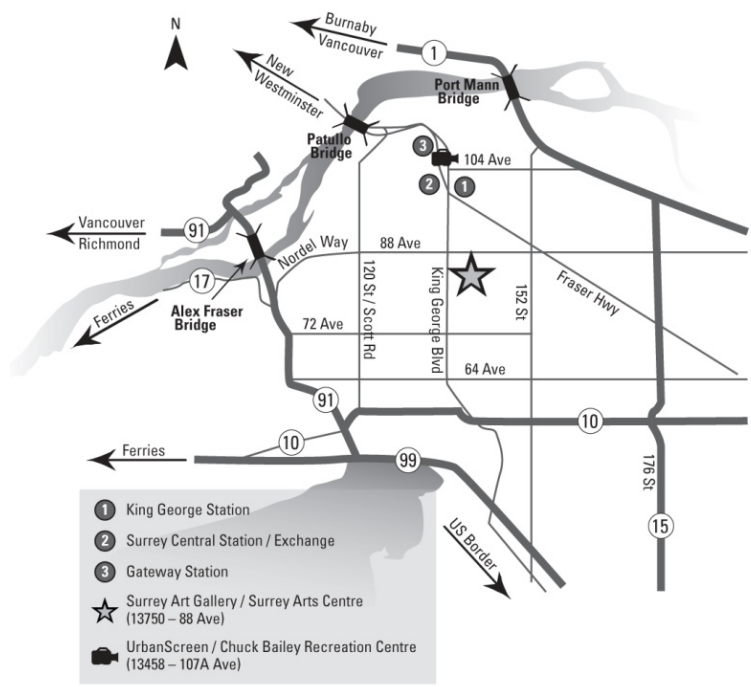 N
Burnaby
Vancouver
1
New
Westminster
Port Mann
Bridge
Patullo
Bridge
3
104 Ave
2
1
Vancouver
Richmond
91
Nordel Way
88 Ave
17
Ferries
Alex Fraser
Bridge
120 St / Scott Rd
King George Blvd
152 St
Fraser Hwy
72 Ave
64 Ave
91
10
10
Ferries
99
176 St
15
US Border
1 King George Station
2 Surrey Central Station / Exchange
3 Gateway Station
Surrey Art Gallery / Surrey Arts Centre
(13750 – 88 Ave)
UrbanScreen / Chuck Bailey Recreation Centre
(13458 – 107A Ave)